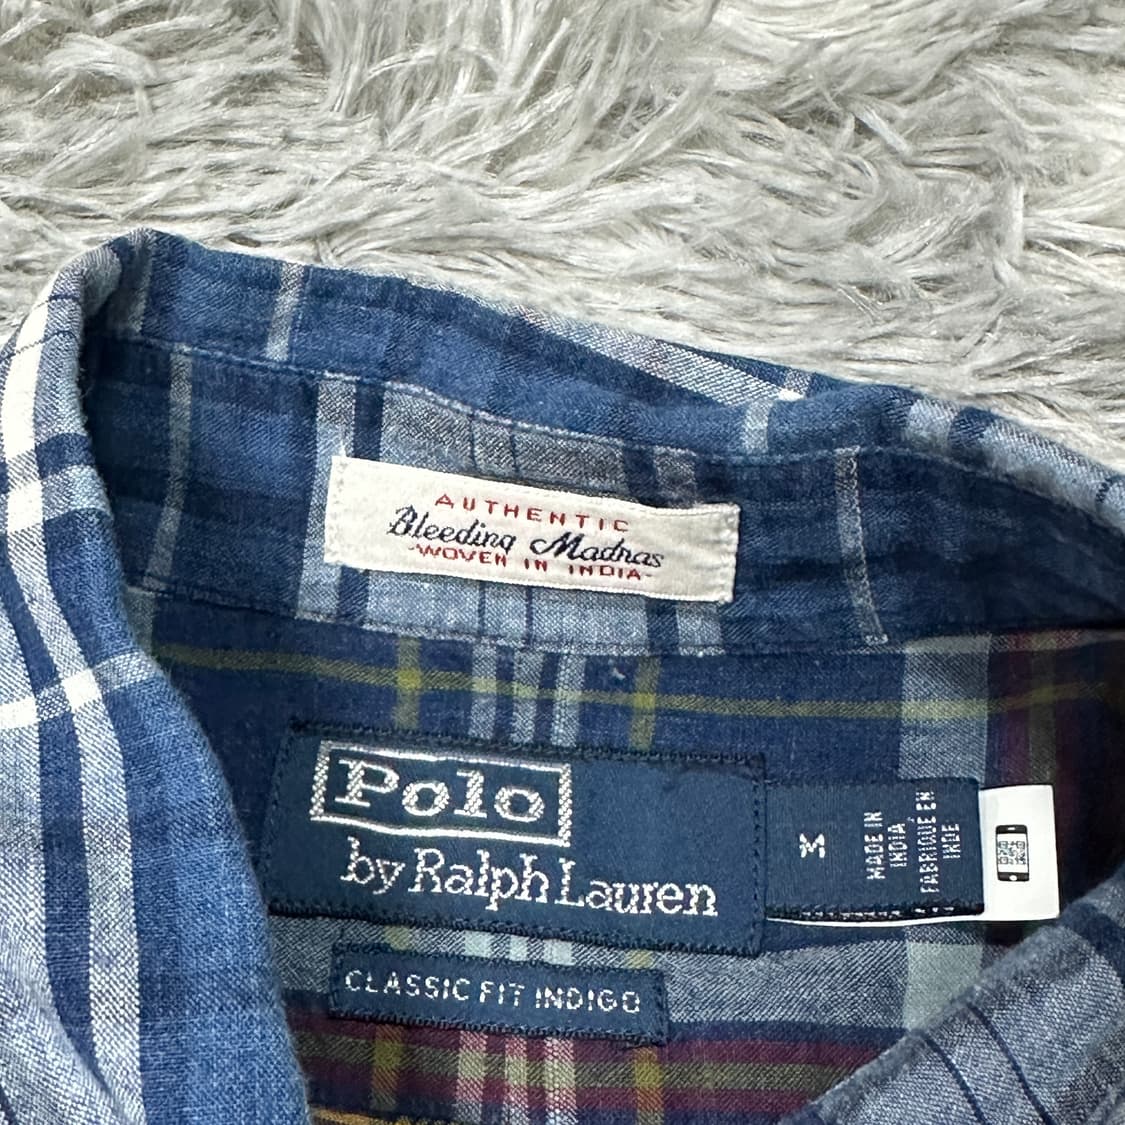 AUTHENTIC
Bleeding Madras
-WOVEN IN INDIA-
Polo
by Ralph Lauren
M
MADE IN
INDIA
FABRIQUÉ EN
INDE
CLASSIC FIT INDIGO